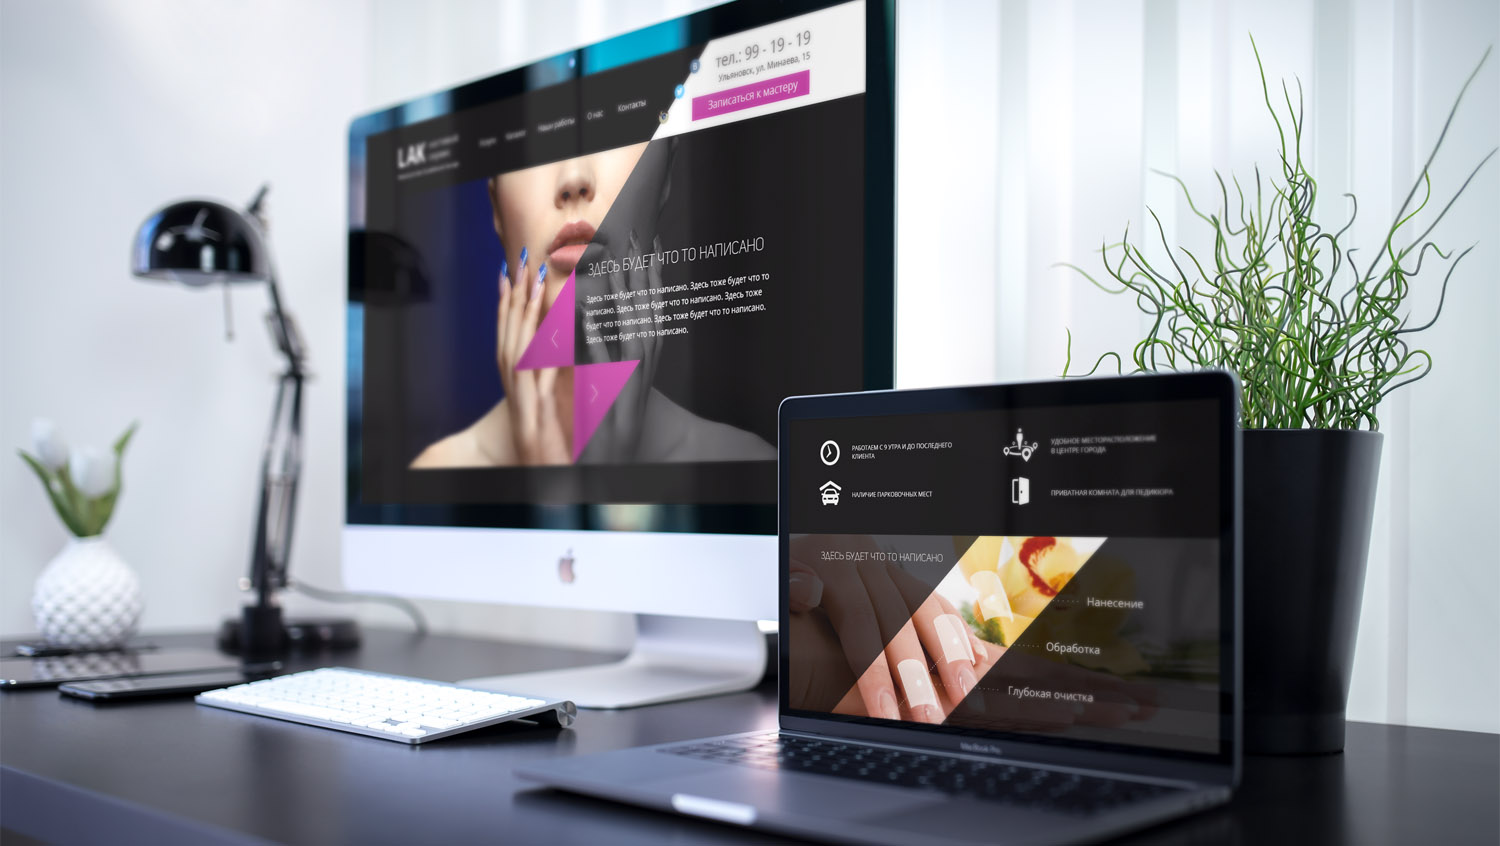 тел.: 99 - 19 - 19
Ульяновск, ул. Минаева, 15
Записаться к мастеру
LAK
Услуги Каталог Наши работы О нас Контакты
ЗДЕСЬ БУДЕТ ЧТО ТО НАПИСАНО
Здесь тоже будет что то написано. Здесь тоже будет что то
написано. Здесь тоже будет что то написано. Здесь тоже
будет что то написано. Здесь тоже будет что то написано.
Здесь тоже будет что то написано.
РАБОТАЕМ С 9 УТРА И ДО ПОСЛЕДНЕГО
КЛИЕНТА
УДОБНОЕ МЕСТОРАСПОЛОЖЕНИЕ
В ЦЕНТРЕ ГОРОДА
НАЛИЧИЕ ПАРКОВОЧНЫХ МЕСТ
ПРИВАТНАЯ КОМНАТА ДЛЯ ПЕДИКЮРА
ЗДЕСЬ БУДЕТ ЧТО ТО НАПИСАНО
Нанесение
Обработка
Глубокая очистка
MacBook Pro